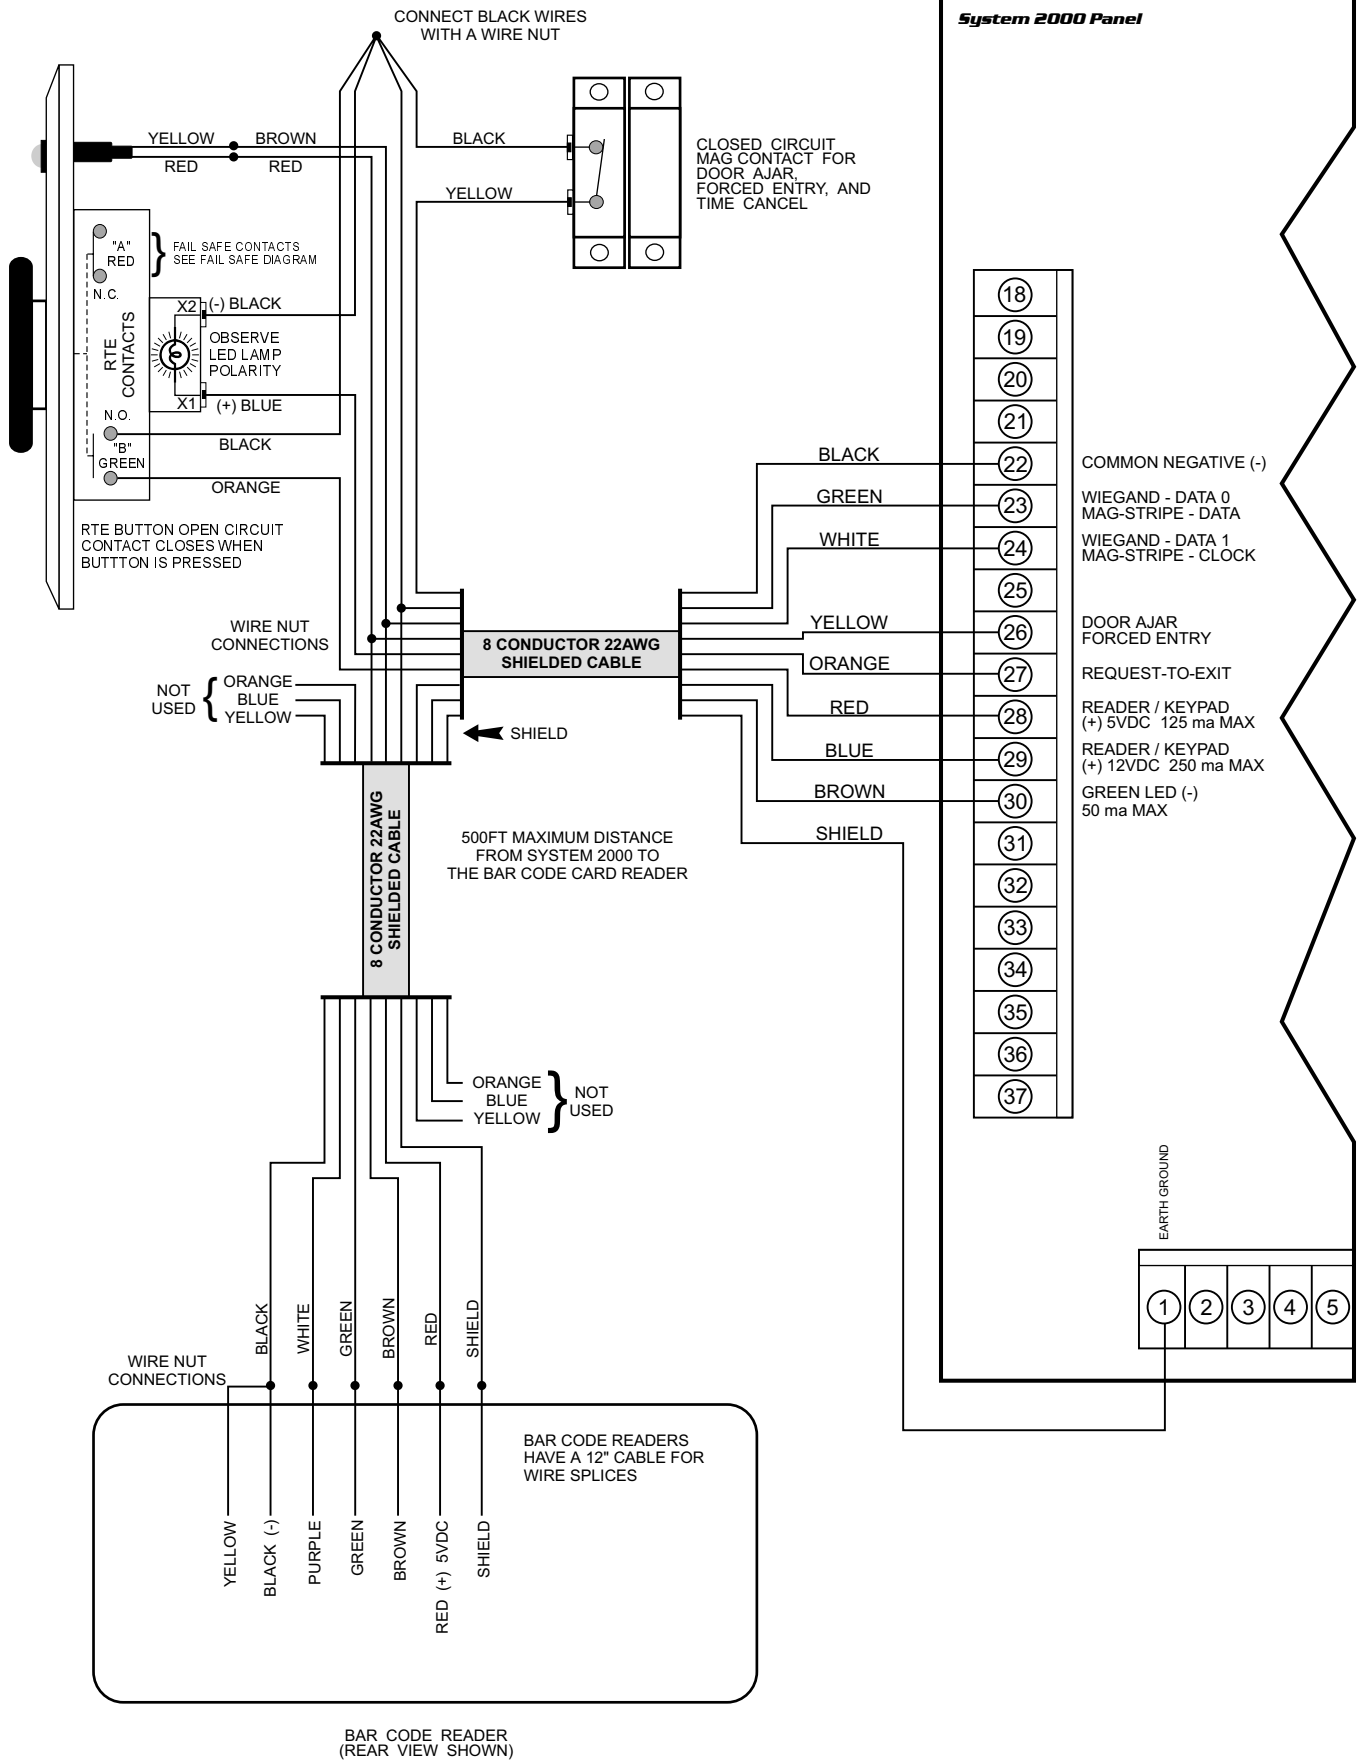 CONNECT BLACK WIRES
WITH A WIRE NUT
System 2000 Panel
YELLOW
BROWN
RED
RED
BLACK
YELLOW
CLOSED CIRCUIT
MAG CONTACT FOR
DOOR AJAR,
FORCED ENTRY, AND
TIME CANCEL
"A"
RED
N.C.
FAIL SAFE CONTACTS
SEE FAIL SAFE DIAGRAM
X2
(-) BLACK
OBSERVE
LED LAMP
POLARITY
RTE
CONTACTS
X1
(+) BLUE
N.O.
"B"
GREEN
BLACK
ORANGE
RTE BUTTON OPEN CIRCUIT
CONTACT CLOSES WHEN
BUTTTON IS PRESSED
18
19
20
21
BLACK
22
COMMON NEGATIVE (-)
GREEN
23
WIEGAND - DATA 0
MAG-STRIPE - DATA
WHITE
24
WIEGAND - DATA 1
MAG-STRIPE - CLOCK
25
YELLOW
26
DOOR AJAR
FORCED ENTRY
ORANGE
27
REQUEST-TO-EXIT
RED
28
READER / KEYPAD
(+) 5VDC 125 ma MAX
BLUE
29
READER / KEYPAD
(+) 12VDC 250 ma MAX
BROWN
30
GREEN LED (-)
50 ma MAX
SHIELD
31
32
33
34
35
36
37
WIRE NUT
CONNECTIONS
8 CONDUCTOR 22AWG
SHIELDED CABLE
NOT
USED
ORANGE
BLUE
YELLOW
SHIELD
8 CONDUCTOR 22AWG
SHIELDED CABLE
500FT MAXIMUM DISTANCE
FROM SYSTEM 2000 TO
THE BAR CODE CARD READER
ORANGE
BLUE
YELLOW
NOT
USED
EARTH GROUND
1
2
3
4
5
BLACK
WHITE
GREEN
BROWN
RED
SHIELD
WIRE NUT
CONNECTIONS
BAR CODE READERS
HAVE A 12" CABLE FOR
WIRE SPLICES
YELLOW
BLACK (-)
PURPLE
GREEN
BROWN
RED (+) 5VDC
SHIELD
BAR CODE READER
(REAR VIEW SHOWN)